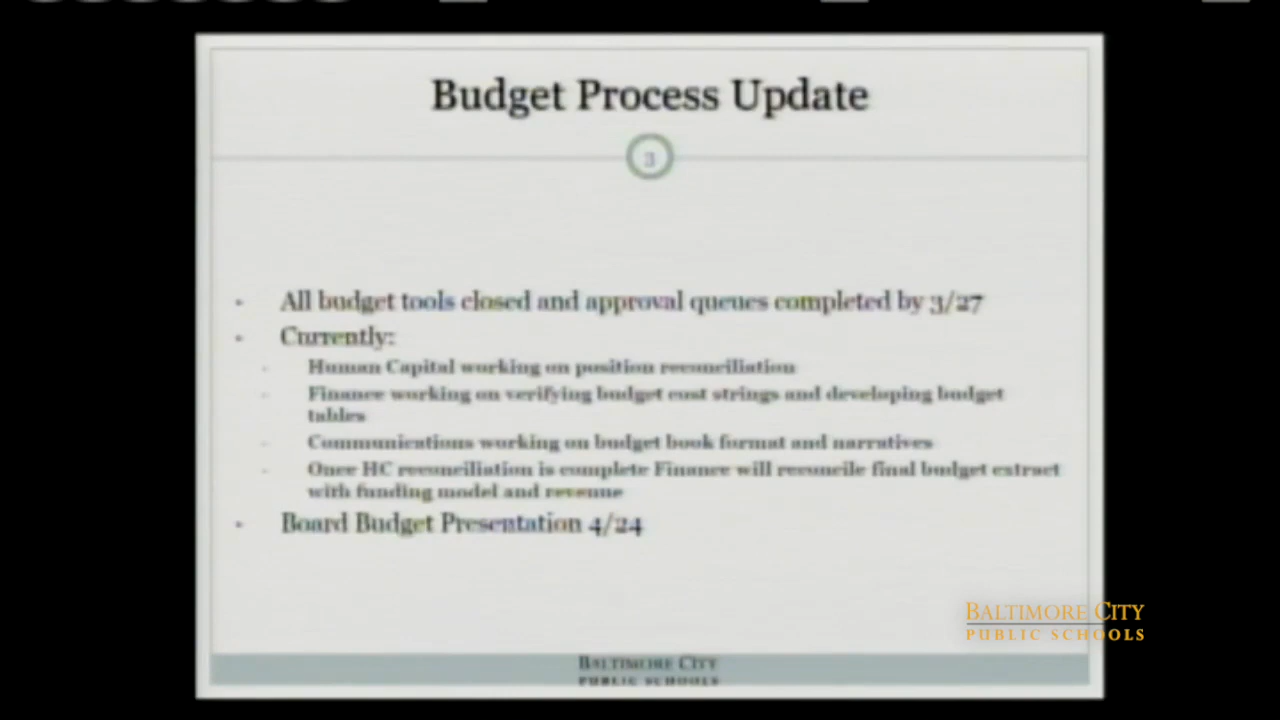 Budget Process Update
3
· All budget tools closed and approval queues completed by 3/27
· Currently:
- Human Capital working on position reconciliation
- Finance working on verifying budget cost strings and developing budget
tables
- Communications working on budget book format and narratives
- Once HC reconciliation is complete Finance will reconcile final budget extract
with funding model and revenue
· Board Budget Presentation 4/24
BALTIMORE CITY
PUBLIC SCHOOLS
BALTIMORE CITY
PUBLIC SCHOOLS